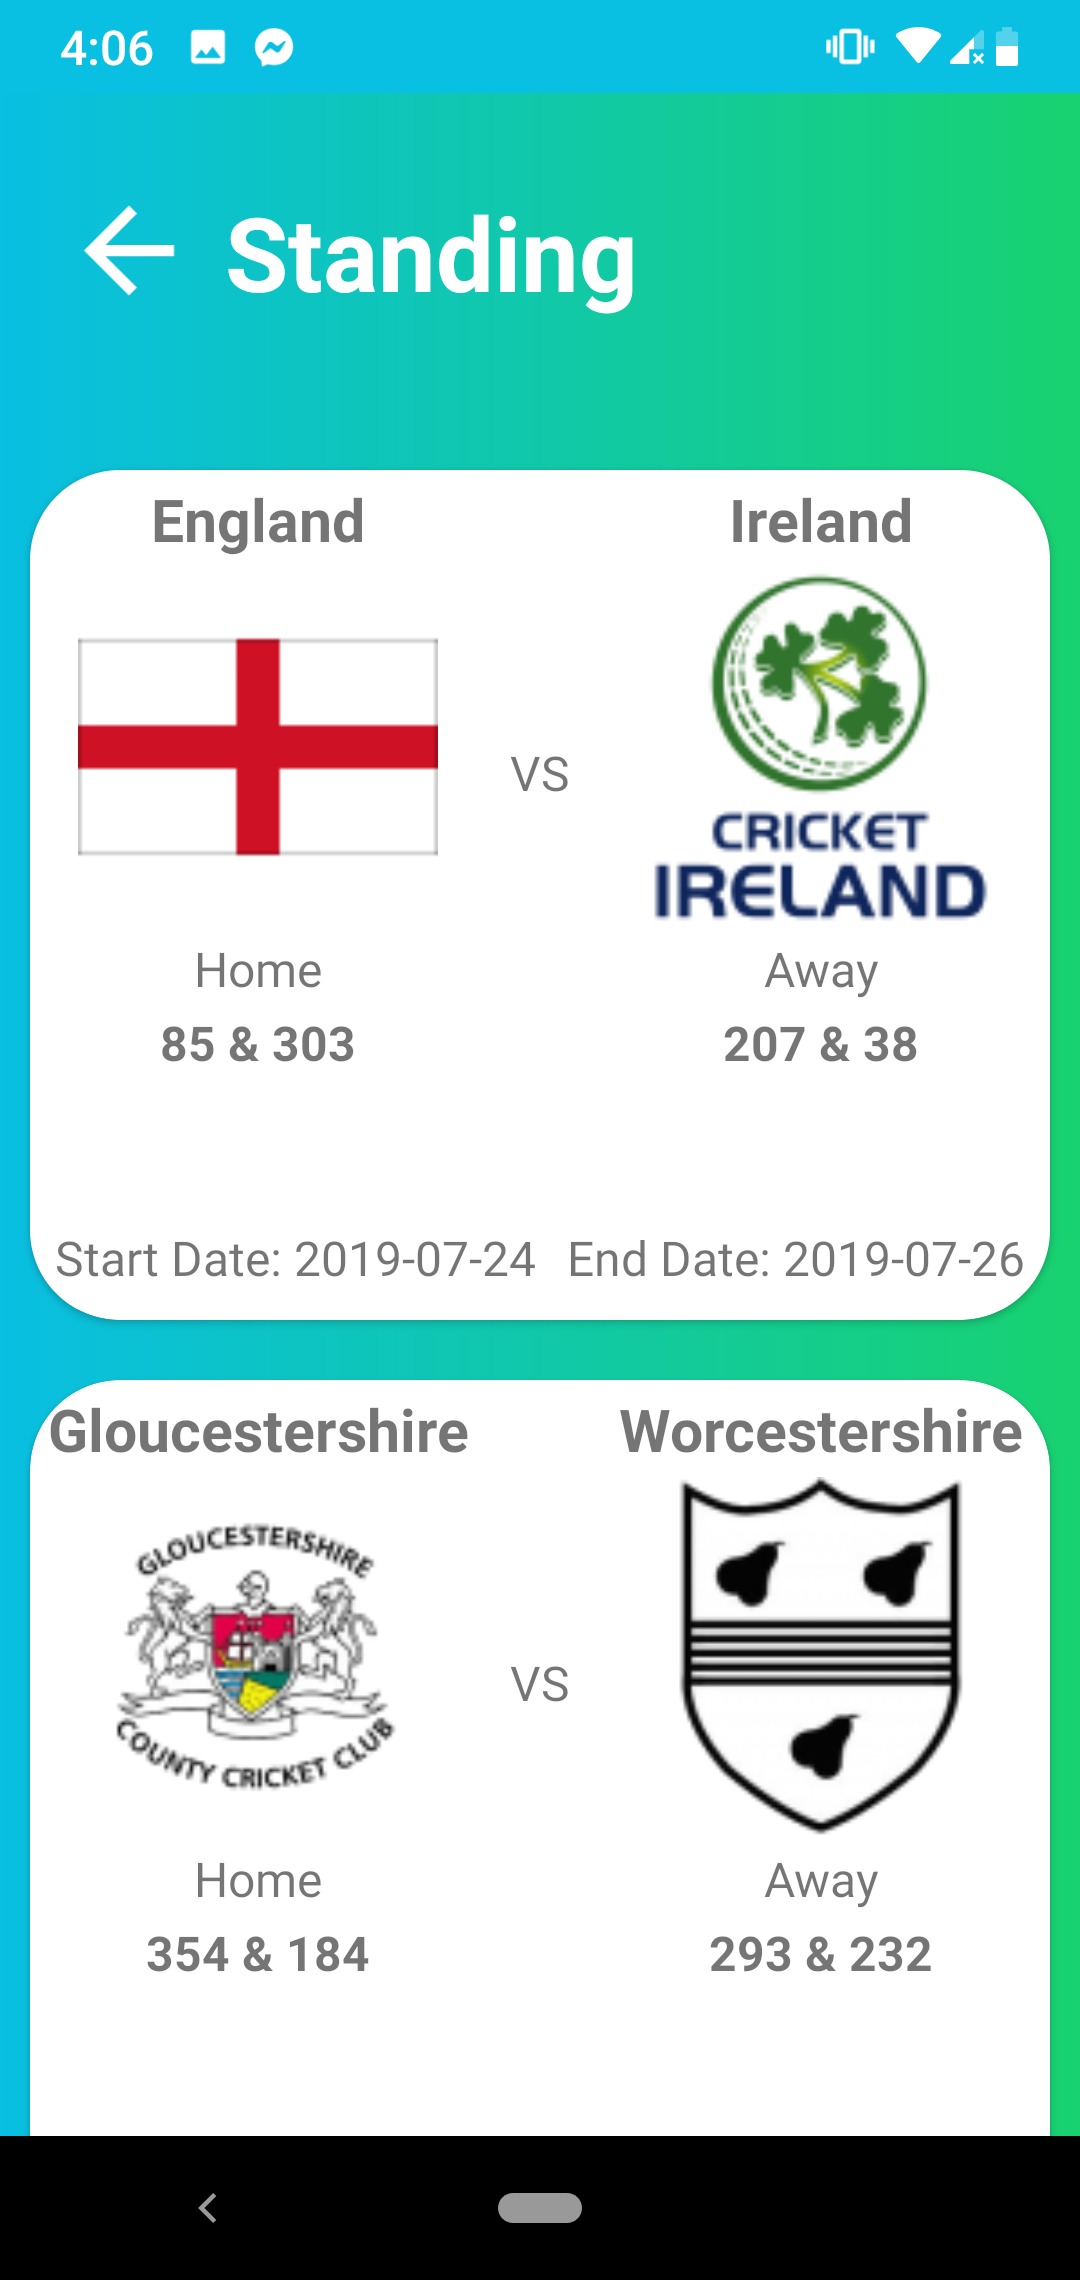 4:06
Standing
England
Ireland
VS
CRICKET
IRELAND
Home
Away
85 & 303
207 & 38
Start Date: 2019-07-24 End Date: 2019-07-26
Gloucestershire
Worcestershire
GLOUCESTERSHIRE
VS
COUNTY CRICKET CLUB
Home
Away
354 & 184
293 & 232